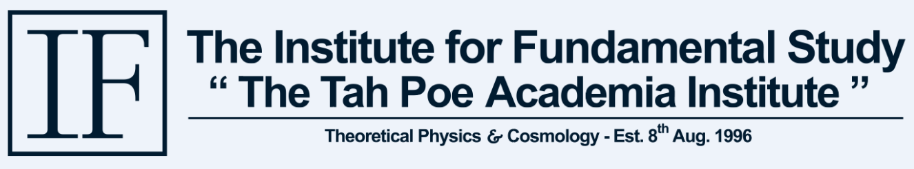 IF
The Institute for Fundamental Study
“ The Tah Poe Academia Institute ”
Theoretical Physics & Cosmology - Est. 8th Aug. 1996